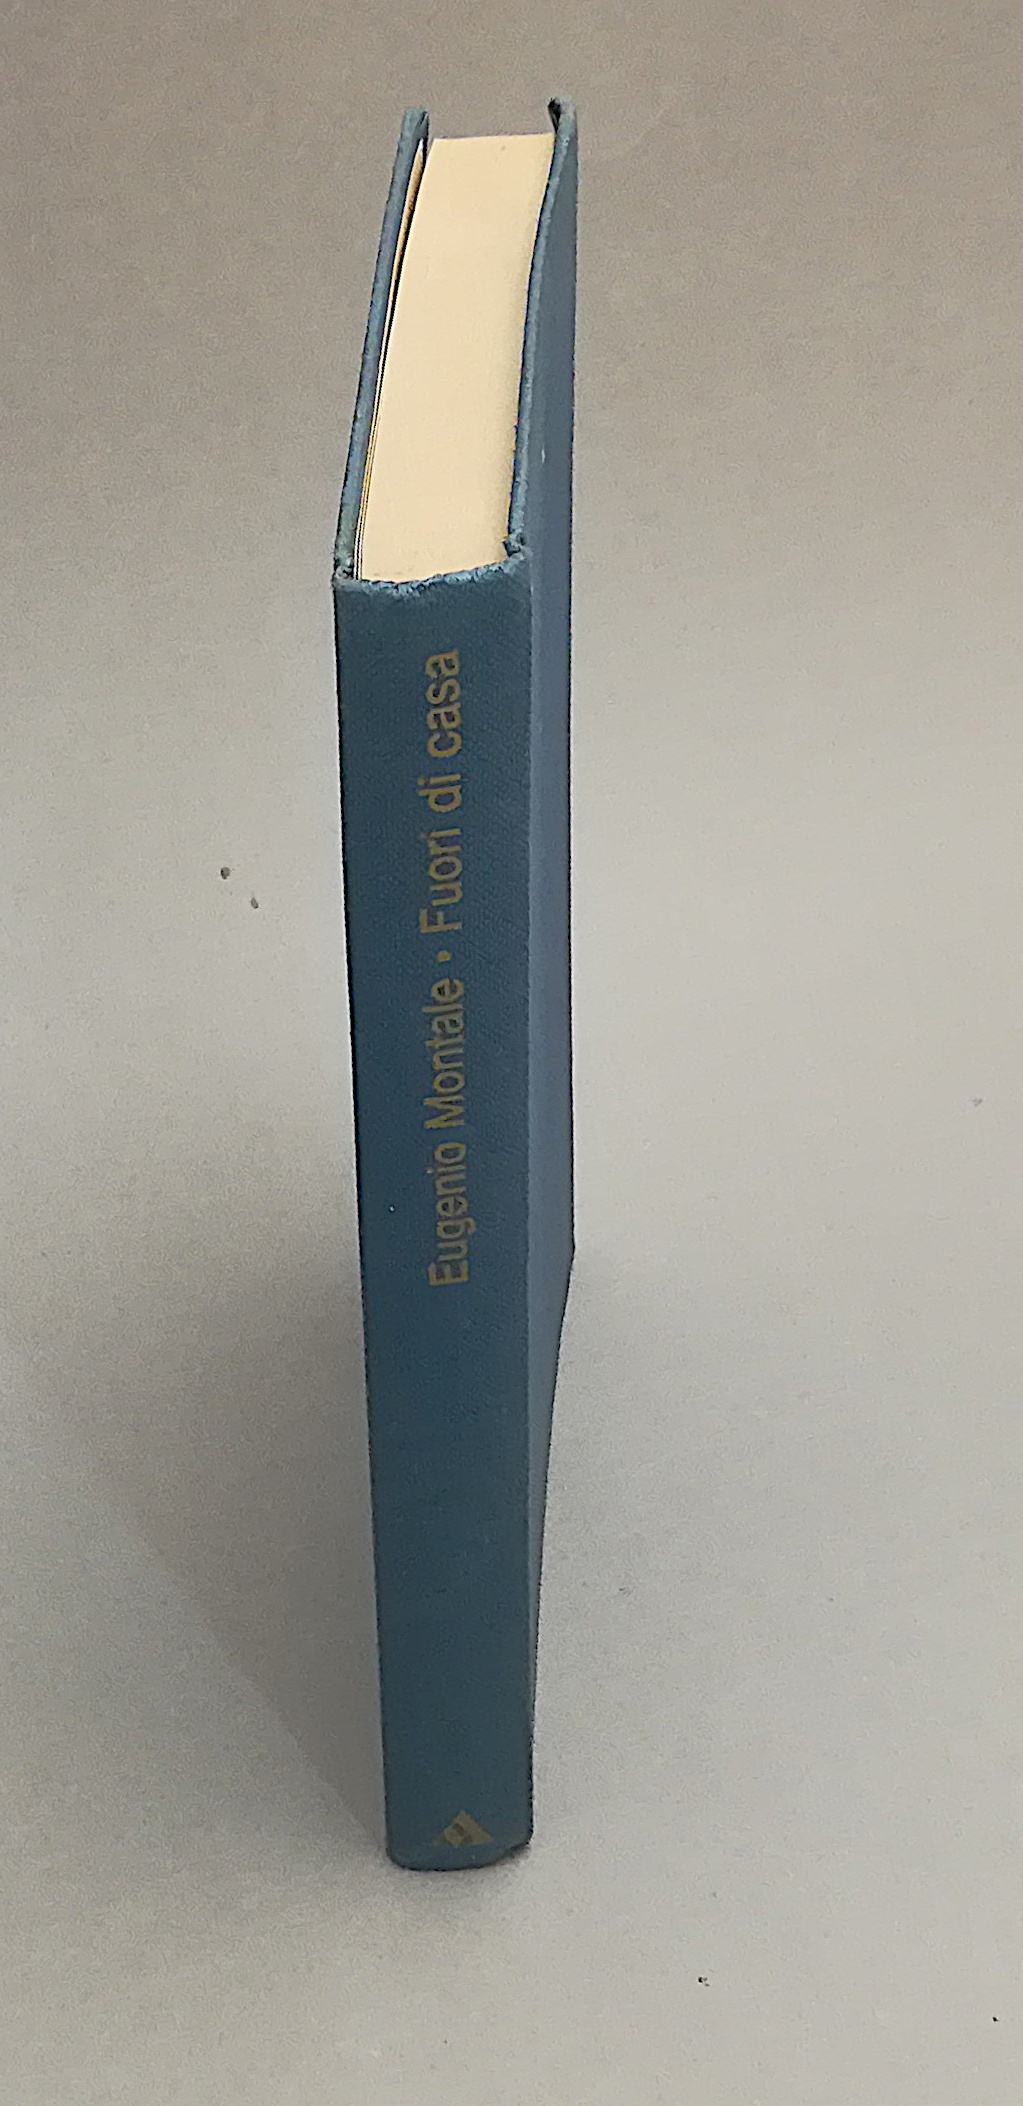 Eugenio Montale • Fuori di casa